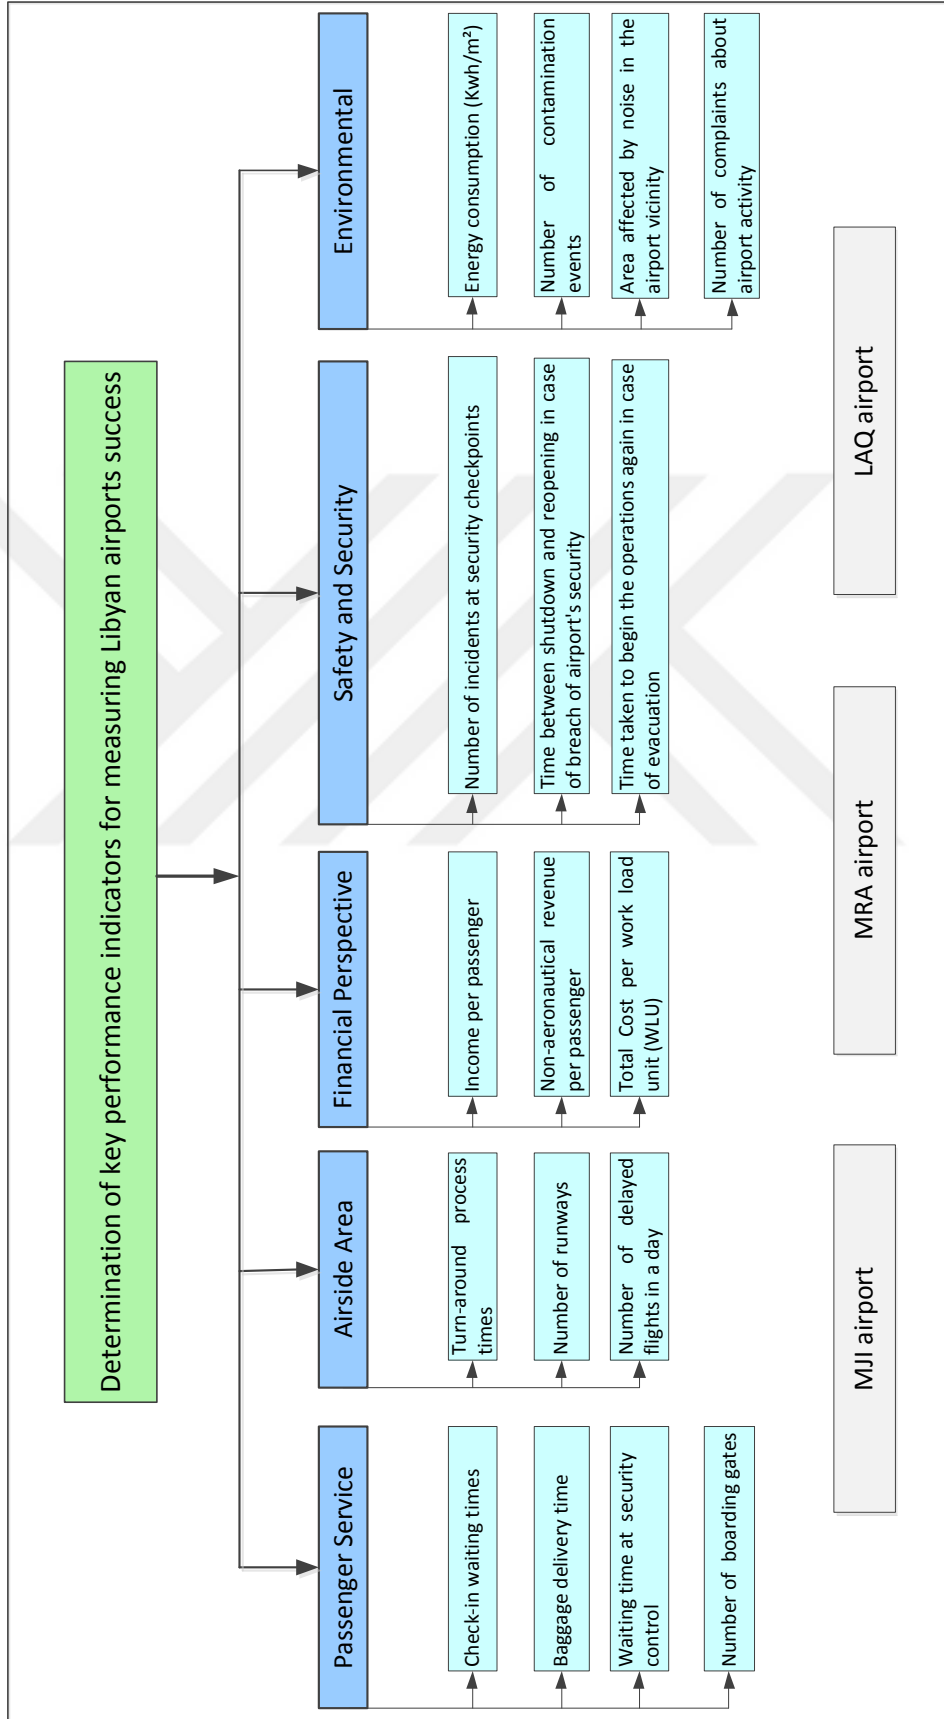 Determination of key performance indicators for measuring Libyan airports success
Passenger Service
Check-in waiting times
Baggage delivery time
Waiting time at security
control
Number of boarding gates
Airside Area
Turn-around process
times
Number of runways
Number of delayed
flights in a day
Financial Perspective
Income per passenger
Non-aeronautical revenue
per passenger
Total Cost per work load
unit (WLU)
Safety and Security
Number of incidents at security checkpoints
Time between shutdown and reopening in case
of breach of airport's security
Time taken to begin the operations again in case
of evacuation
Environmental
Energy consumption (Kwh/m²)
Number of contamination
events
Area affected by noise in the
airport vicinity
Number of complaints about
airport activity
MJI airport
MRA airport
LAQ airport